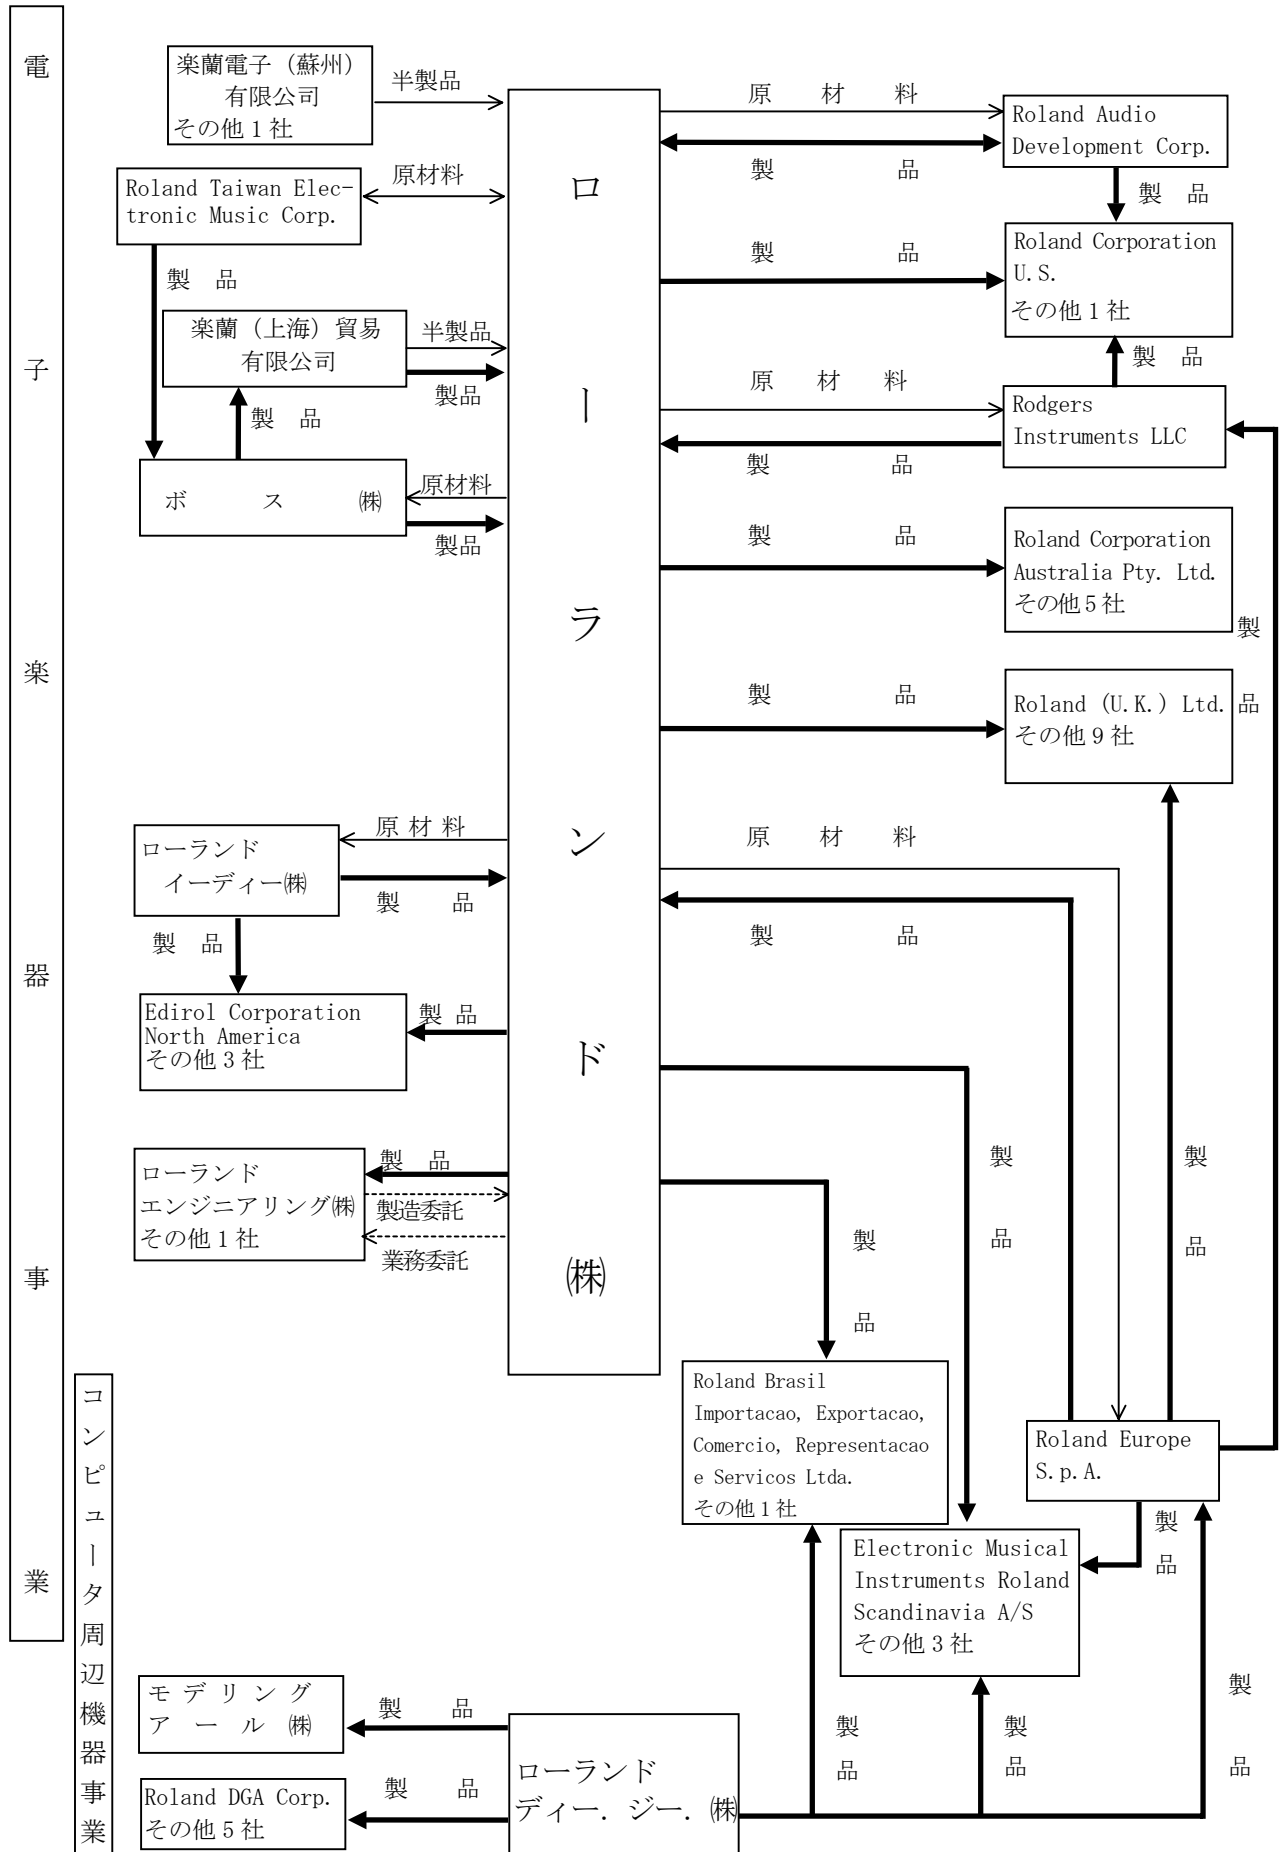 電子楽器事業
コンピュータ周辺機器事業
楽蘭電子（蘇州）
有限公司
その他１社
半製品
Roland Taiwan Elec-
tronic Music Corp.
原材料
製　品
楽蘭（上海）貿易
有限公司
半製品
製品
製　品
ボ　ス　㈱
原材料
製品
ローランド㈱
原　材　料
製　品
Roland Audio
Development Corp.
製　品
製　品
Roland Corporation
U.S.
その他１社
製　品
原　材　料
製　品
Rodgers
Instruments LLC
製　品
Roland Corporation
Australia Pty. Ltd.
その他5社
製　品
製　品
Roland (U.K.) Ltd.
その他９社
ローランド
イーディー㈱
原 材 料
製　品
製　品
Edirol Corporation
North America
その他３社
製 品
原　材　料
製　品
ローランド
エンジニアリング㈱
その他１社
製　品
製造委託
業務委託
製　品
製　品
製　品
Roland Brasil
Importacao, Exportacao,
Comercio, Representacao
e Servicos Ltda.
その他１社
Roland Europe
S.p.A.
製　品
Electronic Musical
Instruments Roland
Scandinavia A/S
その他３社
モデリング
アール㈱
製　品
Roland DGA Corp.
その他５社
製　品
ローランド
ディー．ジー．㈱
製　品
製　品
製　品